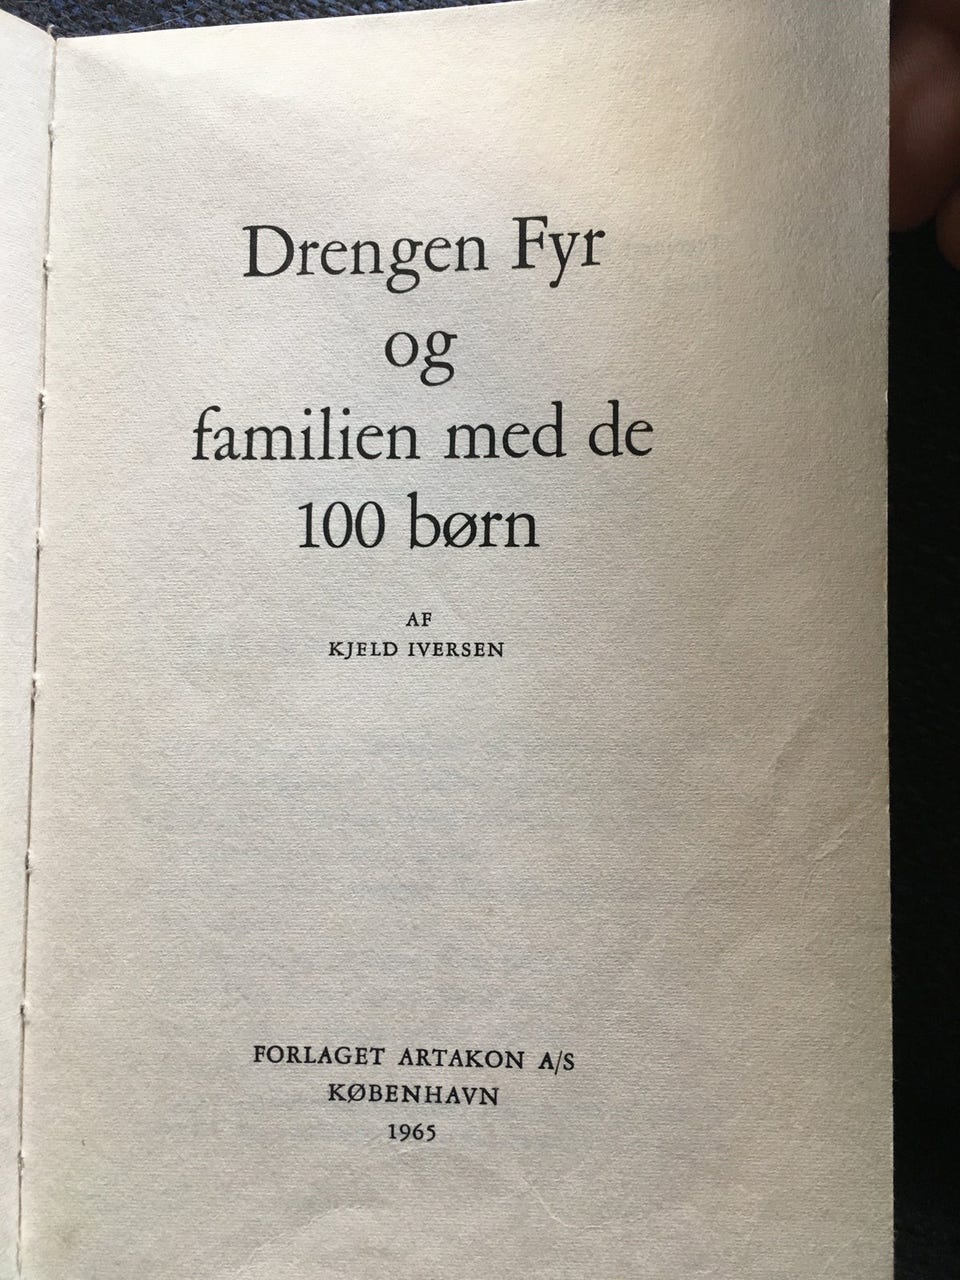 Drengen Fyr
og
familien med de
100 børn
AF
KJELD IVERSEN
FORLAGET ARTAKON A/S
KØBENHAVN
1965